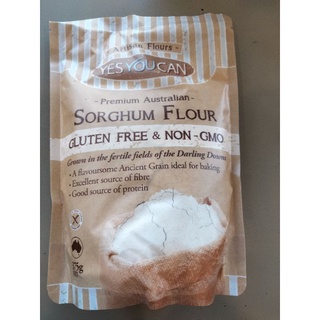 Artisan Flours
YES YOU CAN
- Premium Australian -
SORGHUM FLOUR
GLUTEN FREE & NON-GMO
Grown in the fertile fields of the Darling Downs
• A flavoursome Ancient Grain ideal for baking
• Excellent source of fibre
• Good source of protein